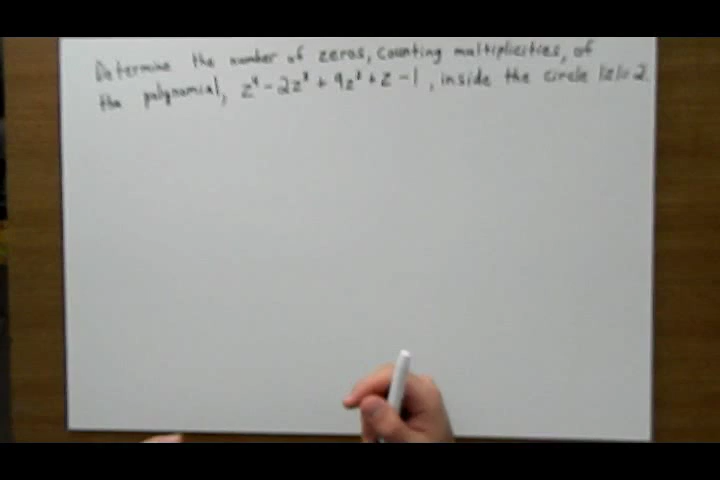 Determine the number of zeros, counting multiplicities, of
the polynomial, z⁴ - 2z³ + 9z² + z - 1, inside the circle |z| = 2.